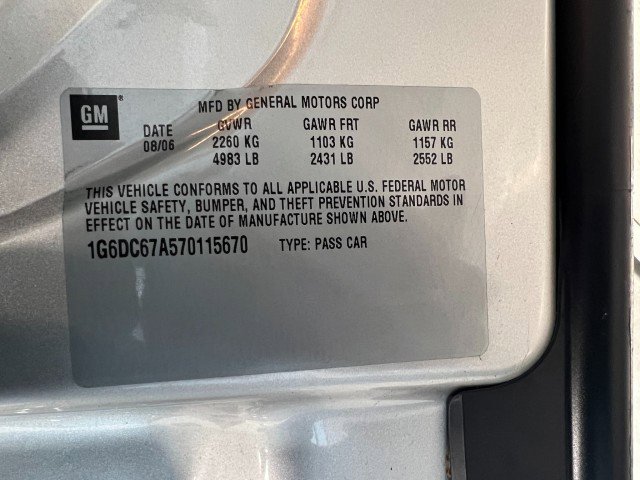 GM®
MFD BY GENERAL MOTORS CORP
DATE GVWR GAWR FRT GAWR RR
08/06 2260 KG 1103 KG 1157 KG
4983 LB 2431 LB 2552 LB
THIS VEHICLE CONFORMS TO ALL APPLICABLE U.S. FEDERAL MOTOR
VEHICLE SAFETY, BUMPER, AND THEFT PREVENTION STANDARDS IN
EFFECT ON THE DATE OF MANUFACTURE SHOWN ABOVE.
1G6DC67A570115670 TYPE: PASS CAR